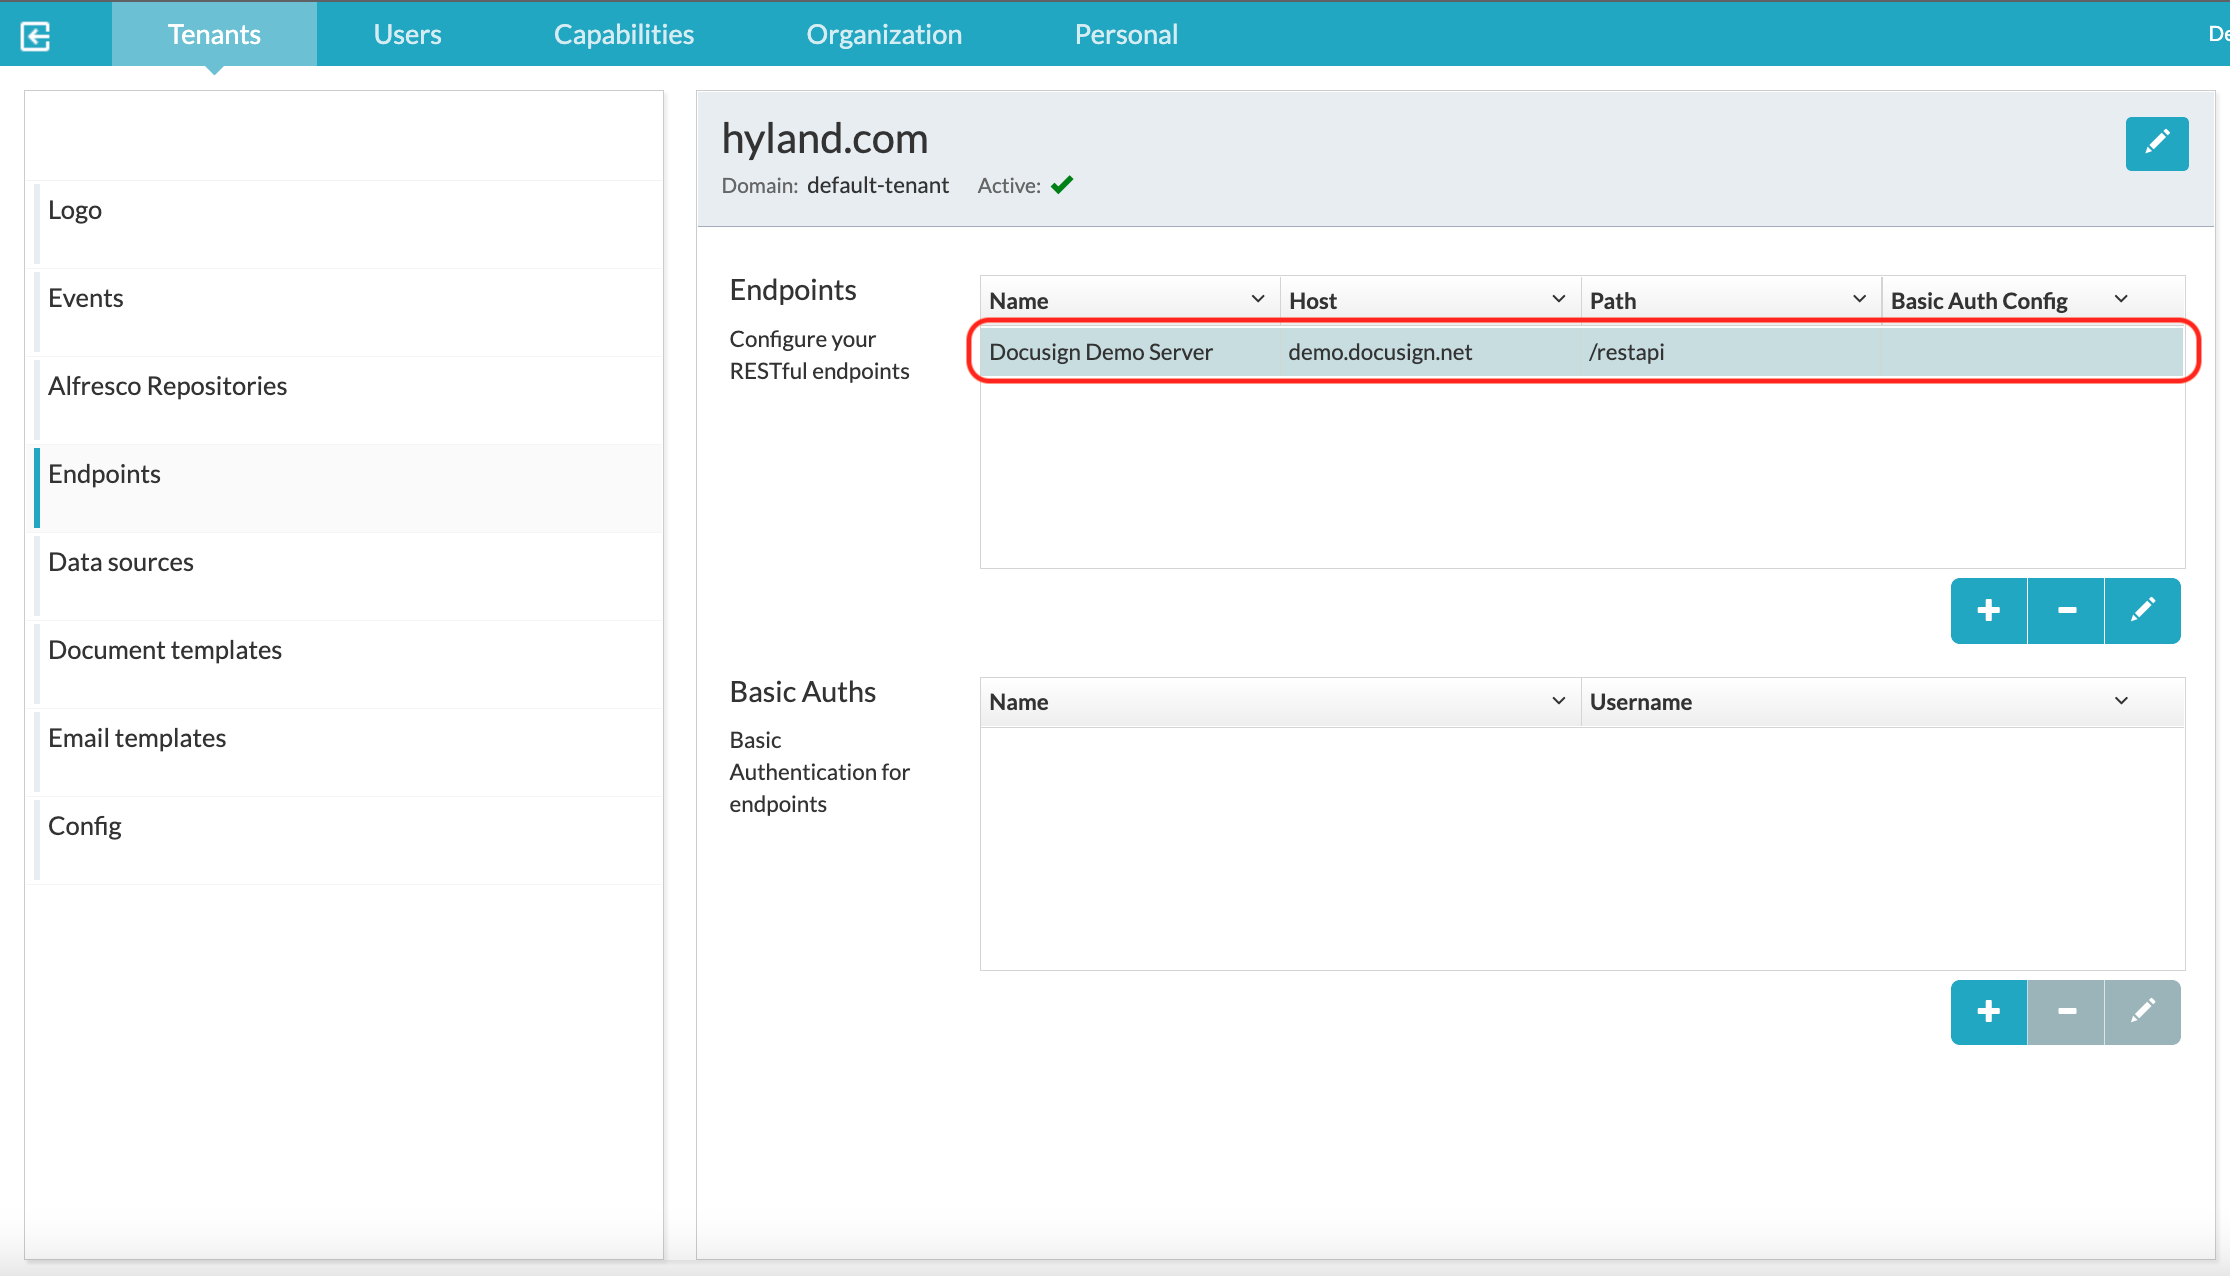 Tenants Users Capabilities Organization Personal De
Logo
Events
Alfresco Repositories
Endpoints
Data sources
Document templates
Email templates
Config
hyland.com
Domain: default-tenant Active:
Endpoints
Configure your
RESTful endpoints
Name Host Path Basic Auth Config
Docusign Demo Server demo.docusign.net /restapi
Basic Auths
Basic
Authentication for
endpoints
Name Username